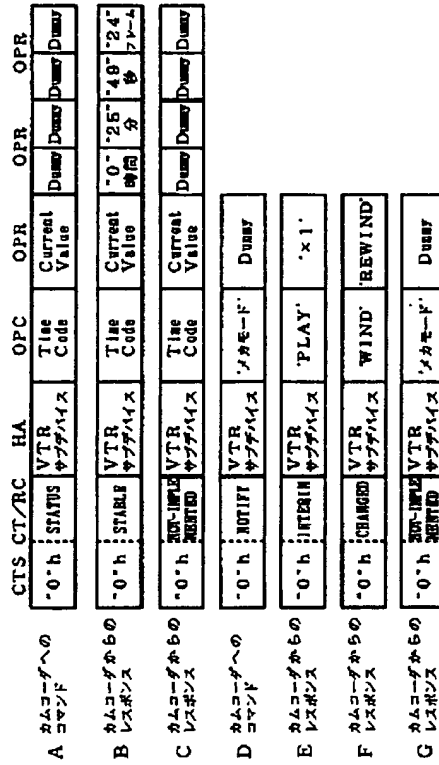 CTS CT/RC HA OPC OPR OPR OPR
A カムコーダへの コマンド "0"h STATUS VTR サブデバイス Time Code Current Value Dummy Dummy Dummy Dummy
B カムコーダからの レスポンス "0"h STABLE VTR サブデバイス Time Code Current Value "0" 時間 "25" 分 "49" 秒 "24" フレーム
C カムコーダからの レスポンス "0"h NOT-IMPLE MENTED VTR サブデバイス Time Code Current Value Dummy Dummy Dummy Dummy
D カムコーダへの コマンド "0"h NOTIFY VTR サブデバイス 'メカモード' Dummy
E カムコーダからの レスポンス "0"h INTERIM VTR サブデバイス 'PLAY' '×1'
F カムコーダからの レスポンス "0"h CHANGED VTR サブデバイス 'WIND' 'REWIND'
G カムコーダからの レスポンス "0"h NOT-IMPLE MENTED VTR サブデバイス 'メカモード' Dummy